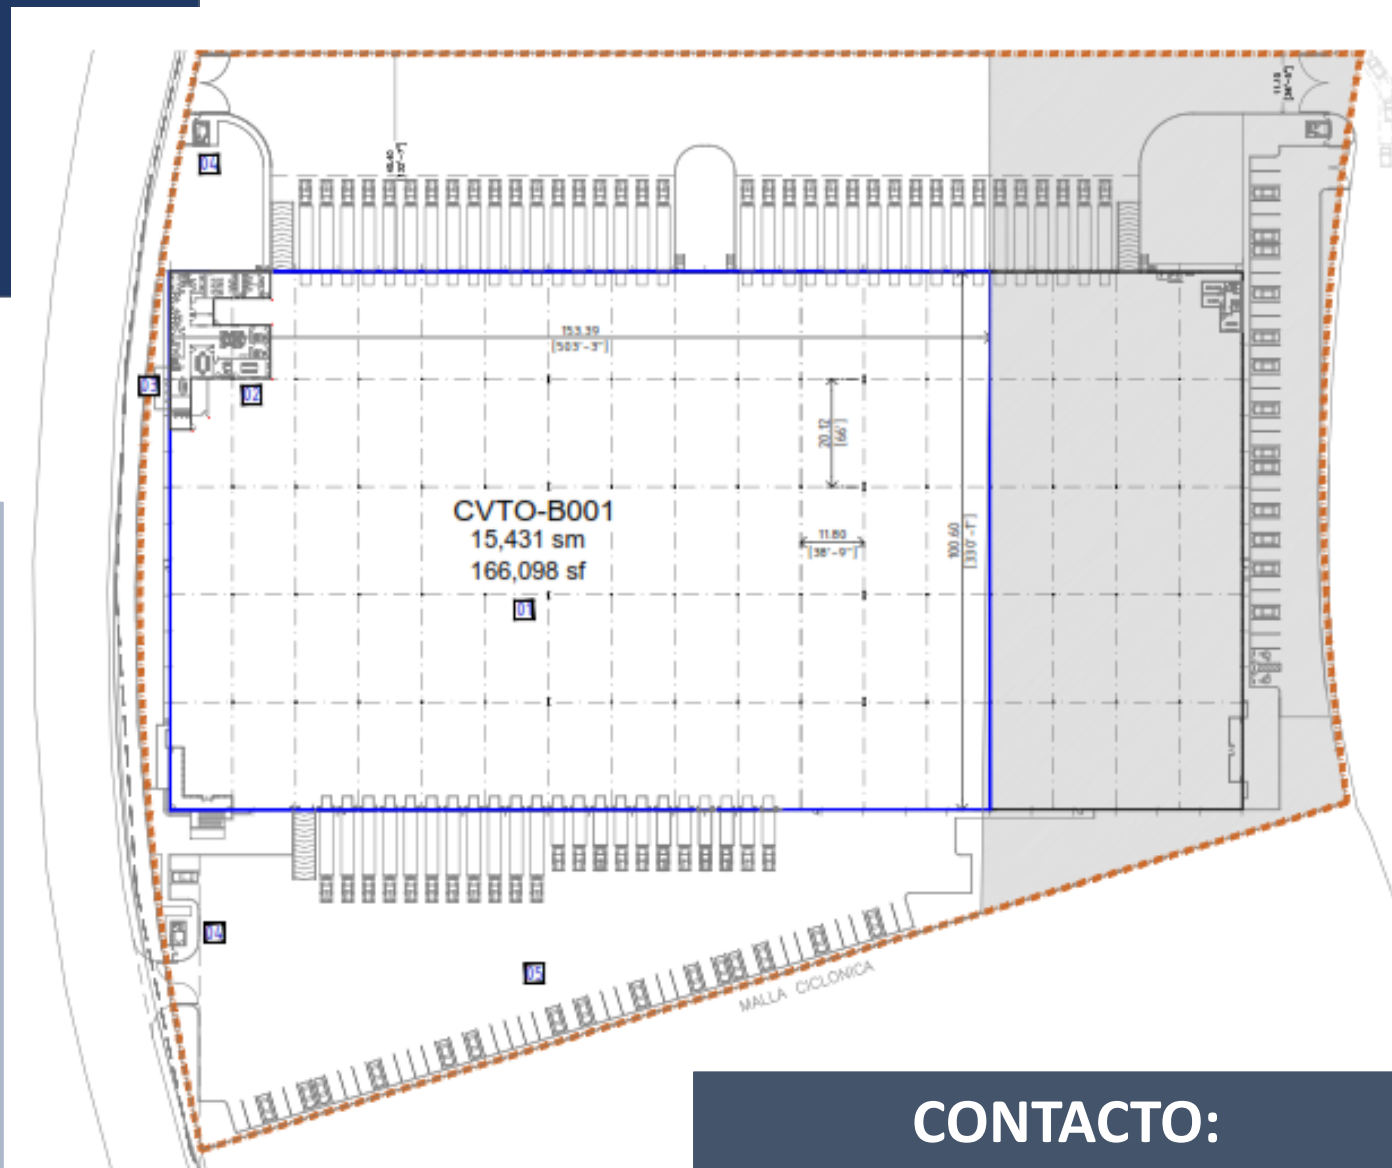 04
153.39
[503'-3"]
03
02
20.12
[66']
CVTO-B001
15,431 sm
166,098 sf
11.80
[38'-9"]
100.60
[330'-1"]
01
04
05
MALLA CICLONICA
CONTACTO: